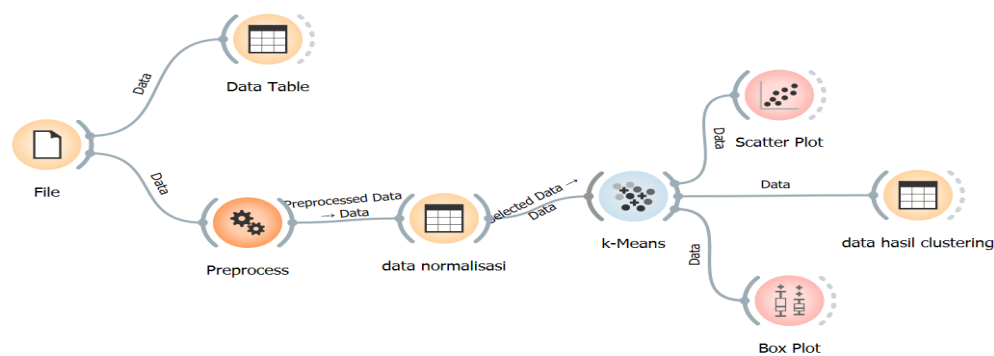 Data
Data Table
File
Data
Preprocess
Preprocessed Data
→ Data
data normalisasi
Selected Data →
Data
k-Means
Data
Scatter Plot
Data
data hasil clustering
Data
Box Plot